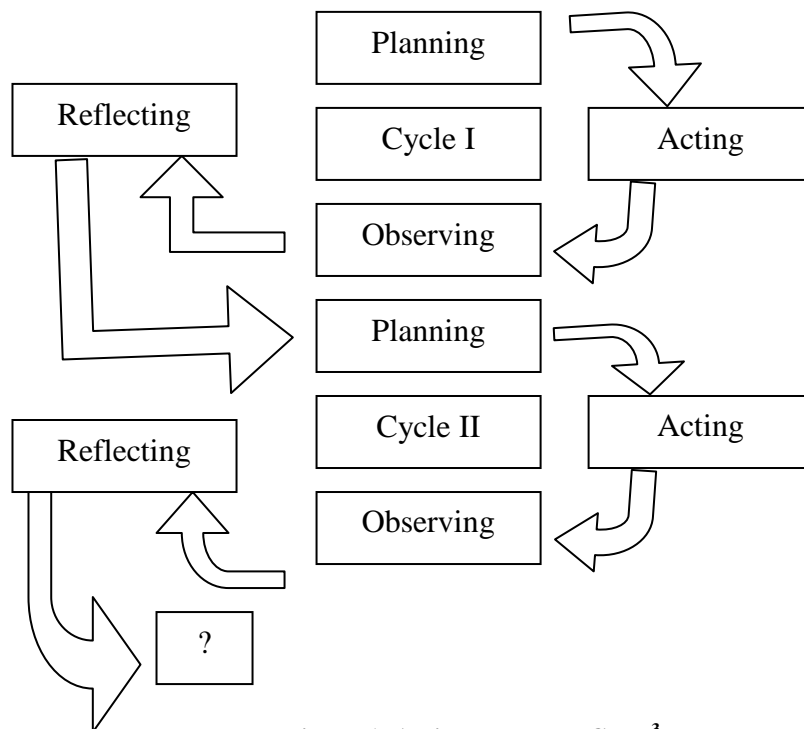 Planning
Reflecting
Cycle I
Acting
Observing
Planning
Cycle II
Acting
Reflecting
Observing
?